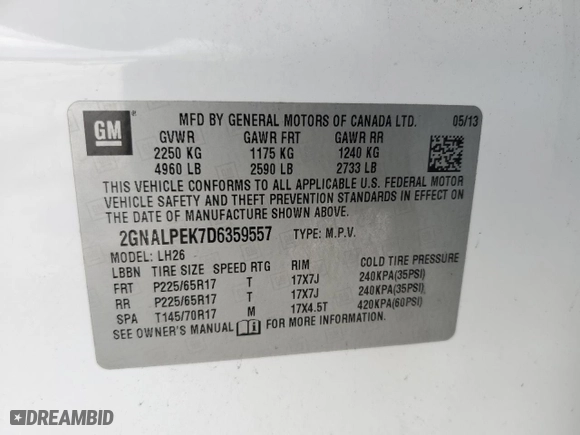 GM
MFD BY GENERAL MOTORS OF CANADA LTD. 05/13
GVWR GAWR FRT GAWR RR
2250 KG 1175 KG 1240 KG
4960 LB 2590 LB 2733 LB
THIS VEHICLE CONFORMS TO ALL APPLICABLE U.S. FEDERAL MOTOR
VEHICLE SAFETY AND THEFT PREVENTION STANDARDS IN EFFECT ON
THE DATE OF MANUFACTURE SHOWN ABOVE.
2GNALPEK7D6359557 TYPE: M.P.V.
MODEL: LH26
LBBN TIRE SIZE SPEED RTG RIM COLD TIRE PRESSURE
FRT P225/65R17 T 17X7J 240KPA(35PSI)
RR P225/65R17 T 17X7J 240KPA(35PSI)
SPA T145/70R17 M 17X4.5T 420KPA(60PSI)
SEE OWNER'S MANUAL FOR MORE INFORMATION.
DREAMBID